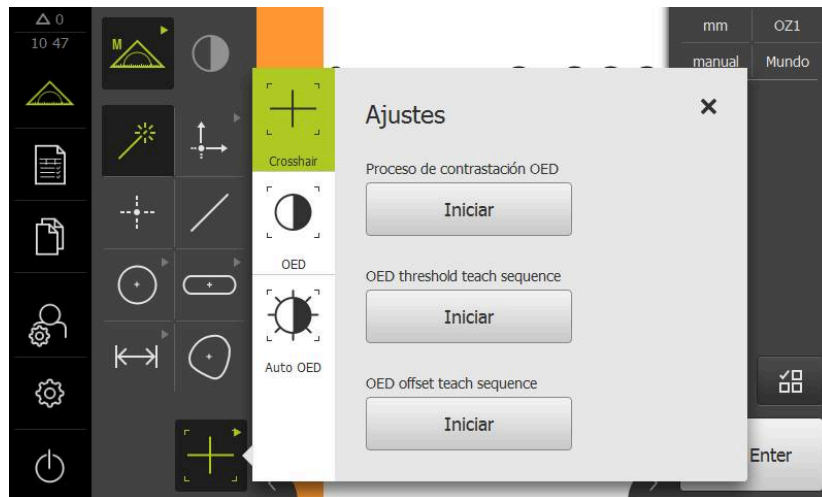 0
10 47
M
mm
OZ1
manual
Mundo
Crosshair
OED
Auto OED
Ajustes
Proceso de contrastación OED
Iniciar
OED threshold teach sequence
Iniciar
OED offset teach sequence
Iniciar
Enter